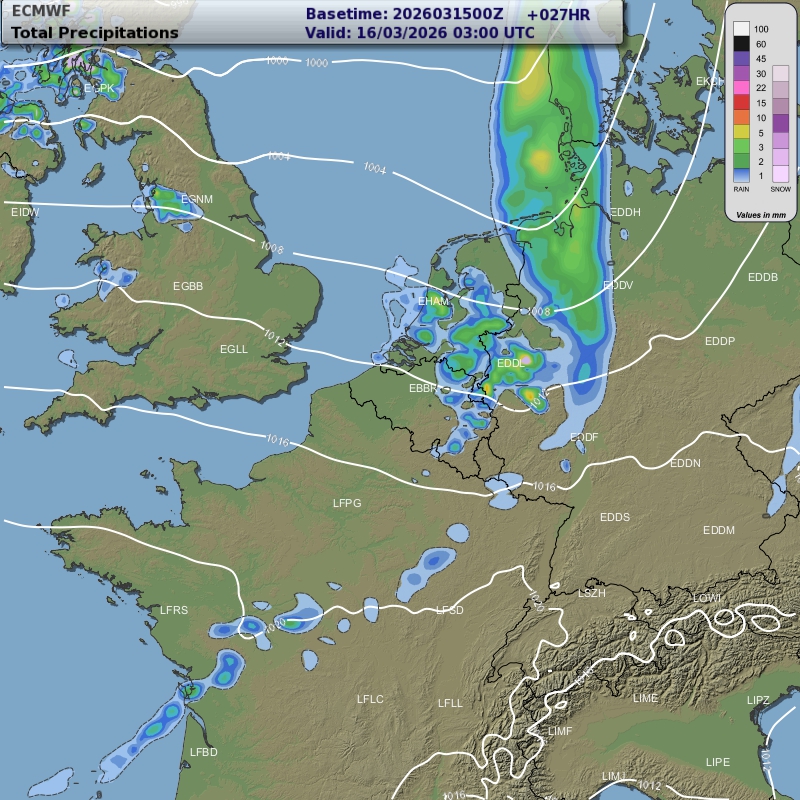 ECMWF
Basetime: 2026031500Z +027HR
Total Precipitations
Valid: 16/03/2026 03:00 UTC
100
60
45
30
22
15
10
5
3
2
1
RAIN
SNOW
Values in mm
1000
1000
1004
1004
1008
1008
1012
1016
1016
1020
1020
1012
1012
1016
EGPK
EIDW
EGNM
EGBB
EGLL
EHAM
EDDH
EDDV
EDDB
EDDP
EDDL
EBBR
EDDF
EDDN
LFPG
EDDS
EDDM
LFRS
LFSD
LSZH
LOWI
LFLC
LFLL
LIME
LIPZ
LIMF
LFBD
LIPE
LIMJ